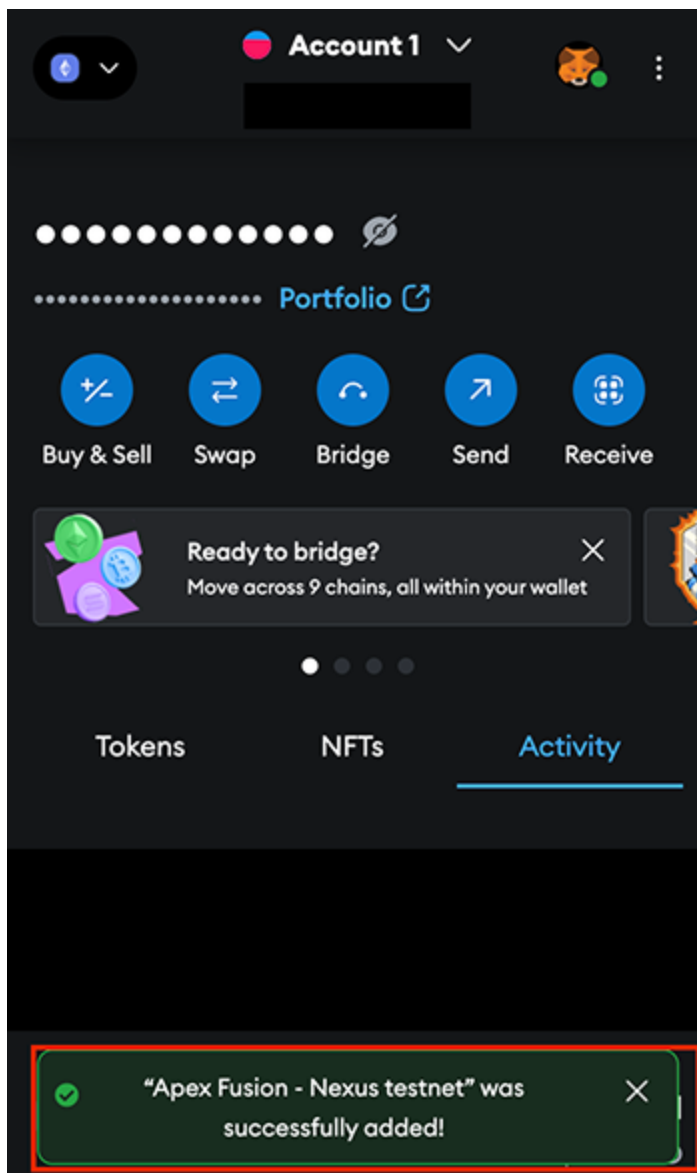 Account 1
Portfolio
Buy & Sell
Swap
Bridge
Send
Receive
Ready to bridge?
Move across 9 chains, all within your wallet
Tokens
NFTs
Activity
“Apex Fusion - Nexus testnet” was
successfully added!